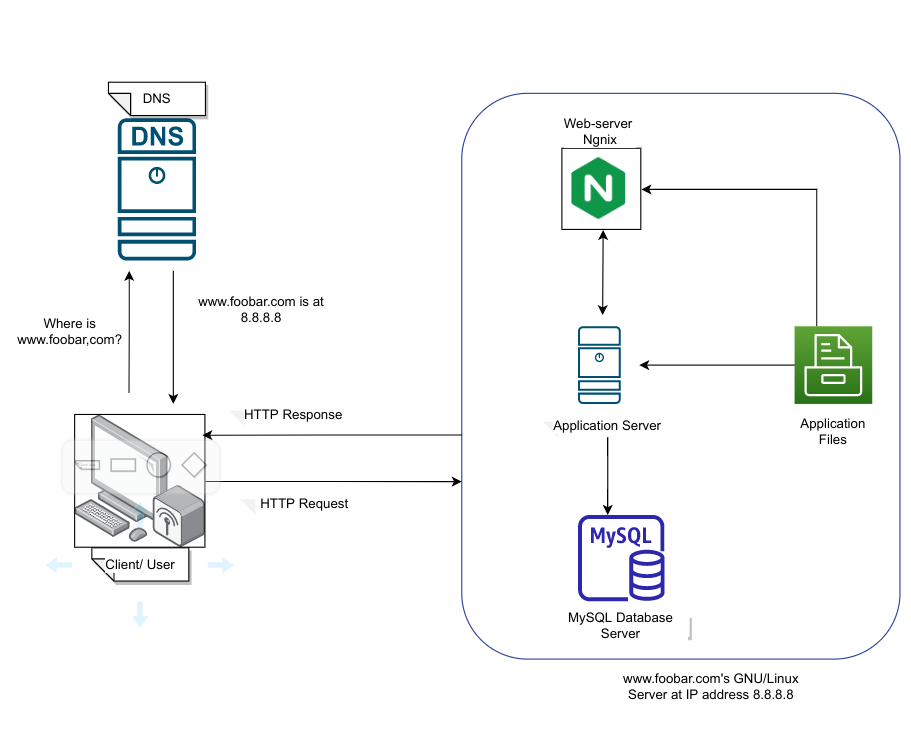 DNS
DNS
Where is
www.foobar,com?
www.foobar.com is at
8.8.8.8
HTTP Response
HTTP Request
Client/ User
Web-server
Ngnix
N
Application Server
Application
Files
MySQL
MySQL Database
Server
www.foobar.com's GNU/Linux
Server at IP address 8.8.8.8